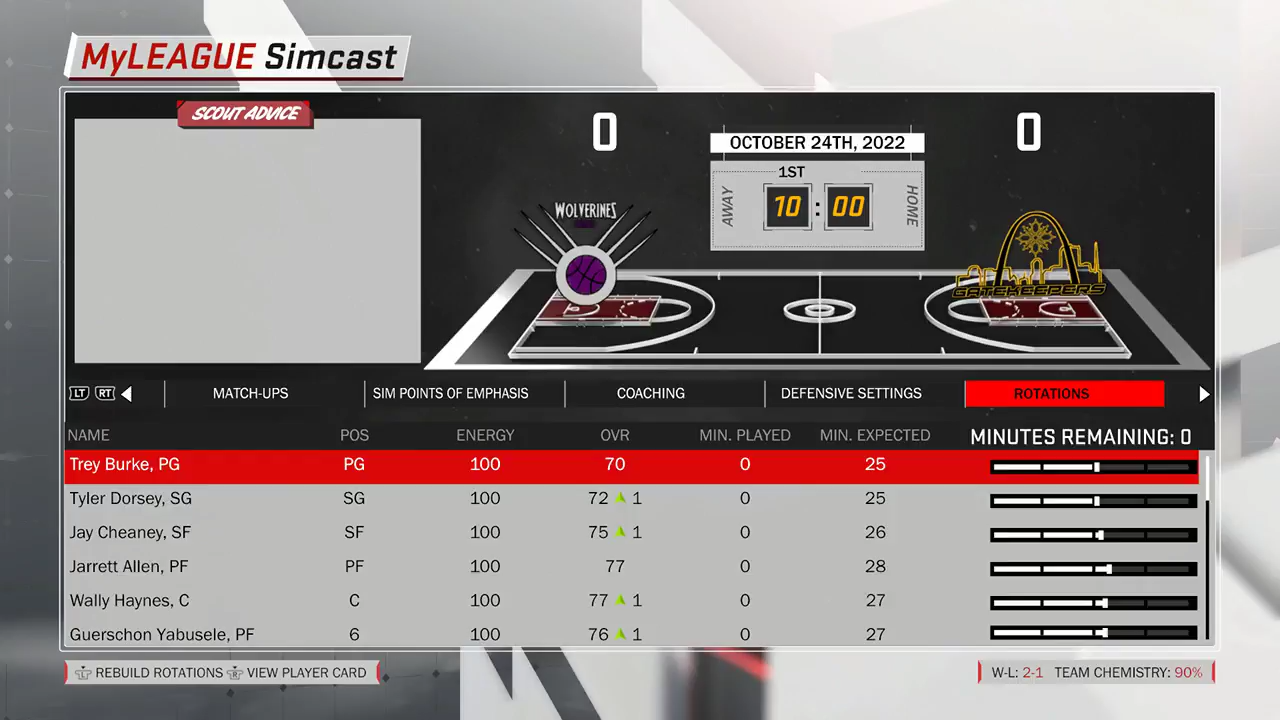 MyLEAGUE Simcast
SCOUT ADVICE
0
0
OCTOBER 24TH, 2022
1ST
AWAY
10 : 00
HOME
WOLVERINES
GATEKEEPERS
LT RT MATCH-UPS SIM POINTS OF EMPHASIS COACHING DEFENSIVE SETTINGS ROTATIONS
NAME POS ENERGY OVR MIN. PLAYED MIN. EXPECTED MINUTES REMAINING: 0
Trey Burke, PG PG 100 70 0 25
Tyler Dorsey, SG SG 100 72 1 0 25
Jay Cheaney, SF SF 100 75 1 0 26
Jarrett Allen, PF PF 100 77 0 28
Wally Haynes, C C 100 77 1 0 27
Guerschon Yabusele, PF 6 100 76 1 0 27
L REBUILD ROTATIONS R VIEW PLAYER CARD
W-L: 2-1 TEAM CHEMISTRY: 90%